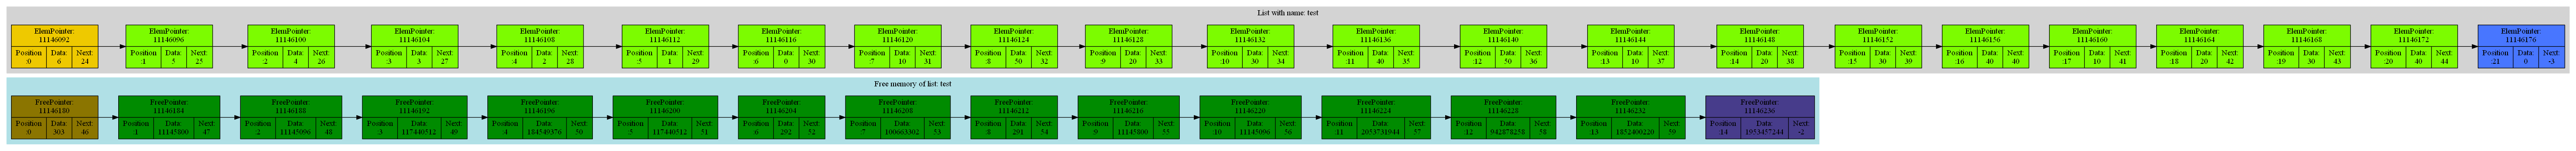 List with name: test
ElemPointer:
11146092
Position Data: Next:
:0 6 24
ElemPointer:
11146096
Position Data: Next:
:1 5 25
ElemPointer:
11146100
Position Data: Next:
:2 4 26
ElemPointer:
11146104
Position Data: Next:
:3 3 27
ElemPointer:
11146108
Position Data: Next:
:4 2 28
ElemPointer:
11146112
Position Data: Next:
:5 1 29
ElemPointer:
11146116
Position Data: Next:
:6 0 30
ElemPointer:
11146120
Position Data: Next:
:7 10 31
ElemPointer:
11146124
Position Data: Next:
:8 50 32
ElemPointer:
11146128
Position Data: Next:
:9 20 33
ElemPointer:
11146132
Position Data: Next:
:10 30 34
ElemPointer:
11146136
Position Data: Next:
:11 40 35
ElemPointer:
11146140
Position Data: Next:
:12 50 36
ElemPointer:
11146144
Position Data: Next:
:13 10 37
ElemPointer:
11146148
Position Data: Next:
:14 20 38
ElemPointer:
11146152
Position Data: Next:
:15 30 39
ElemPointer:
11146156
Position Data: Next:
:16 40 40
ElemPointer:
11146160
Position Data: Next:
:17 10 41
ElemPointer:
11146164
Position Data: Next:
:18 20 42
ElemPointer:
11146168
Position Data: Next:
:19 30 43
ElemPointer:
11146172
Position Data: Next:
:20 40 44
ElemPointer:
11146176
Position Data: Next:
:21 0 -3
Free memory of list: test
FreePointer:
11146180
Position Data: Next:
:0 303 46
FreePointer:
11146184
Position Data: Next:
:1 11145800 47
FreePointer:
11146188
Position Data: Next:
:2 11145096 48
FreePointer:
11146192
Position Data: Next:
:3 117440512 49
FreePointer:
11146196
Position Data: Next:
:4 184549376 50
FreePointer:
11146200
Position Data: Next:
:5 117440512 51
FreePointer:
11146204
Position Data: Next:
:6 292 52
FreePointer:
11146208
Position Data: Next:
:7 100663302 53
FreePointer:
11146212
Position Data: Next:
:8 291 54
FreePointer:
11146216
Position Data: Next:
:9 11145800 55
FreePointer:
11146220
Position Data: Next:
:10 11145096 56
FreePointer:
11146224
Position Data: Next:
:11 2053731944 57
FreePointer:
11146228
Position Data: Next:
:12 942878258 58
FreePointer:
11146232
Position Data: Next:
:13 1852400220 59
FreePointer:
11146236
Position Data: Next:
:14 1953457244 -2